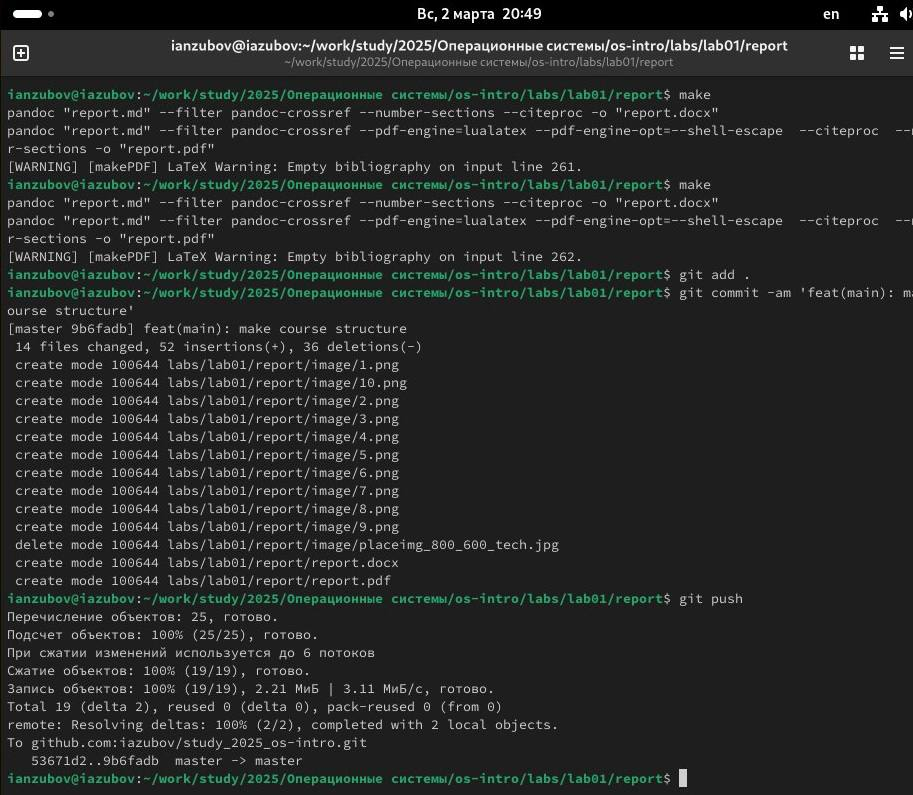 Вс, 2 марта 20:49
en
ianzubov@iazubov:~/work/study/2025/Операционные системы/os-intro/labs/lab01/report
~/work/study/2025/Операционные системы/os-intro/labs/lab01/report
ianzubov@iazubov:~/work/study/2025/Операционные системы/os-intro/labs/lab01/report$ make
pandoc "report.md" --filter pandoc-crossref --number-sections --citeproc -o "report.docx"
pandoc "report.md" --filter pandoc-crossref --pdf-engine=lualatex --pdf-engine-opt=--shell-escape  --citeproc  --
r-sections -o "report.pdf"
[WARNING] [makePDF] LaTeX Warning: Empty bibliography on input line 261.
ianzubov@iazubov:~/work/study/2025/Операционные системы/os-intro/labs/lab01/report$ make
pandoc "report.md" --filter pandoc-crossref --number-sections --citeproc -o "report.docx"
pandoc "report.md" --filter pandoc-crossref --pdf-engine=lualatex --pdf-engine-opt=--shell-escape  --citeproc  --
r-sections -o "report.pdf"
[WARNING] [makePDF] LaTeX Warning: Empty bibliography on input line 262.
ianzubov@iazubov:~/work/study/2025/Операционные системы/os-intro/labs/lab01/report$ git add .
ianzubov@iazubov:~/work/study/2025/Операционные системы/os-intro/labs/lab01/report$ git commit -am 'feat(main): ma
ourse structure'
[master 9b6fadb] feat(main): make course structure
 14 files changed, 52 insertions(+), 36 deletions(-)
 create mode 100644 labs/lab01/report/image/1.png
 create mode 100644 labs/lab01/report/image/10.png
 create mode 100644 labs/lab01/report/image/2.png
 create mode 100644 labs/lab01/report/image/3.png
 create mode 100644 labs/lab01/report/image/4.png
 create mode 100644 labs/lab01/report/image/5.png
 create mode 100644 labs/lab01/report/image/6.png
 create mode 100644 labs/lab01/report/image/7.png
 create mode 100644 labs/lab01/report/image/8.png
 create mode 100644 labs/lab01/report/image/9.png
 delete mode 100644 labs/lab01/report/image/placeimg_800_600_tech.jpg
 create mode 100644 labs/lab01/report/report.docx
 create mode 100644 labs/lab01/report/report.pdf
ianzubov@iazubov:~/work/study/2025/Операционные системы/os-intro/labs/lab01/report$ git push
Перечисление объектов: 25, готово.
Подсчет объектов: 100% (25/25), готово.
При сжатии изменений используется до 6 потоков
Сжатие объектов: 100% (19/19), готово.
Запись объектов: 100% (19/19), 2.21 МиБ | 3.11 МиБ/с, готово.
Total 19 (delta 2), reused 0 (delta 0), pack-reused 0 (from 0)
remote: Resolving deltas: 100% (2/2), completed with 2 local objects.
To github.com:iazubov/study_2025_os-intro.git
   53671d2..9b6fadb  master -> master
ianzubov@iazubov:~/work/study/2025/Операционные системы/os-intro/labs/lab01/report$